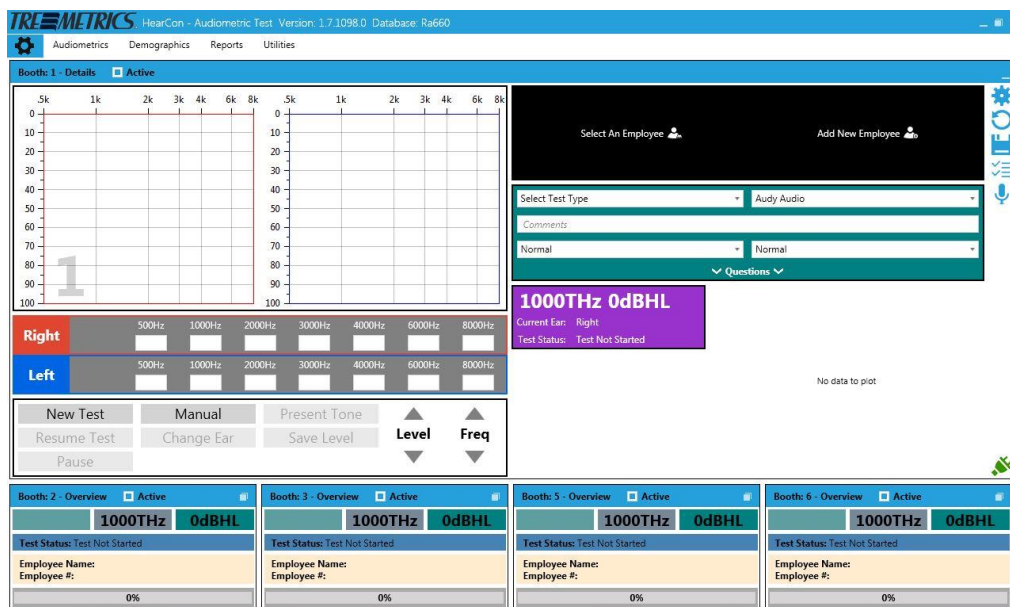 TREMETRICS HearCon - Audiometric Test Version: 1.7.1098.0 Database: Ra660
Audiometrics Demographics Reports Utilities
Booth: 1 - Details Active
.5k 1k 2k 3k 4k 6k 8k .5k 1k 2k 3k 4k 6k 8k
0 0
10 10
20 20
30 30
40 40
50 50
60 60
70 70
80 80
90 90
100 100
1
Select An Employee Add New Employee
Select Test Type Audy Audio
Comments
Normal Normal
Questions
1000THz 0dBHL
Current Ear: Right
Test Status: Test Not Started
No data to plot
Right 500Hz 1000Hz 2000Hz 3000Hz 4000Hz 6000Hz 8000Hz
Left 500Hz 1000Hz 2000Hz 3000Hz 4000Hz 6000Hz 8000Hz
New Test Manual Present Tone
Resume Test Change Ear Save Level Level Freq
Pause
Booth: 2 - Overview Active Booth: 3 - Overview Active Booth: 5 - Overview Active Booth: 6 - Overview Active
1000THz 0dBHL 1000THz 0dBHL 1000THz 0dBHL 1000THz 0dBHL
Test Status: Test Not Started Test Status: Test Not Started Test Status: Test Not Started Test Status: Test Not Started
Employee Name: Employee Name: Employee Name: Employee Name:
Employee #: Employee #: Employee #: Employee #:
0% 0% 0% 0%